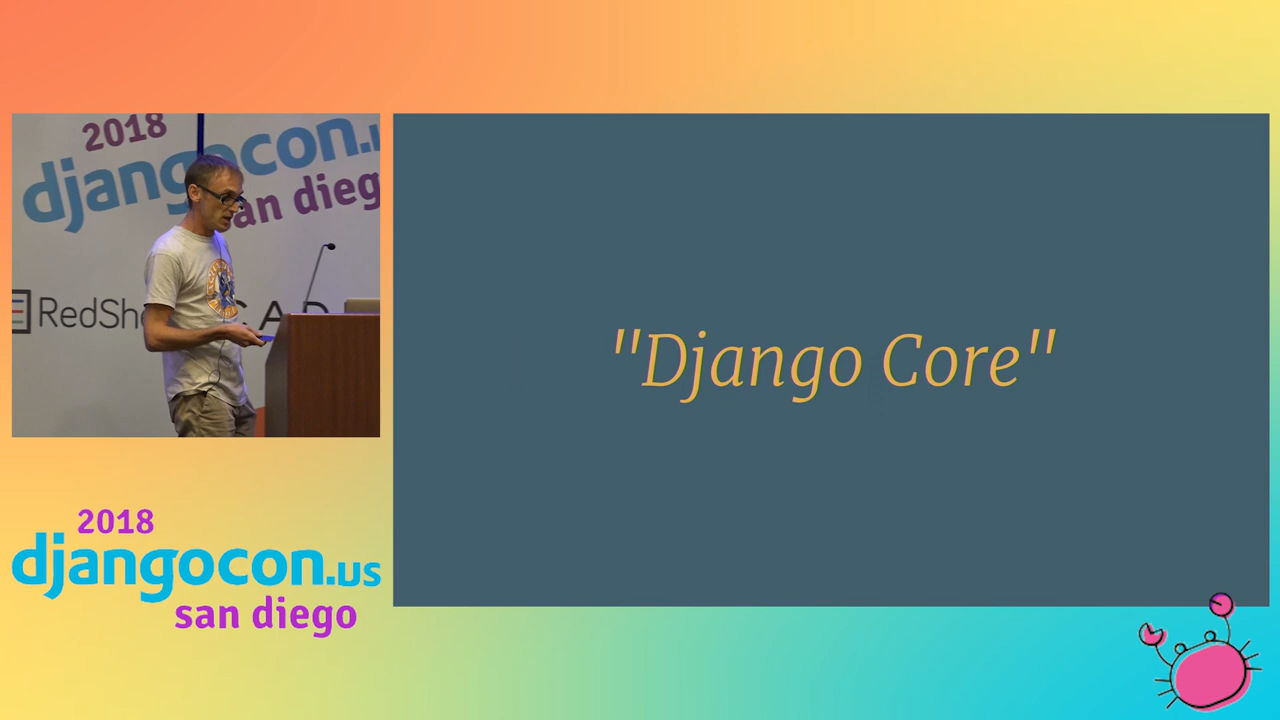 2018
djangocon.u
san dieg
RedSh
C A D
"Django Core"
2018
djangocon.us
san diego